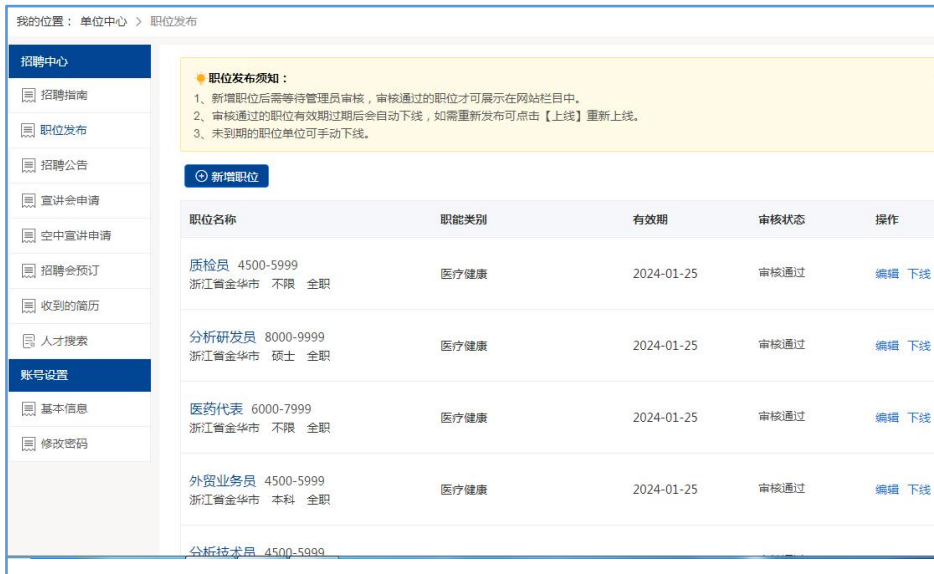 我的位置： 单位中心 > 职位发布
招聘中心
招聘指南
职位发布
招聘公告
宣讲会申请
空中宣讲申请
招聘会预订
收到的简历
人才搜索
账号设置
基本信息
修改密码
职位发布须知：
1、新增职位后需等待管理员审核，审核通过的职位才可展示在网站栏目中。
2、审核通过的职位有效期过期后会自动下线，如需重新发布可点击【上线】重新上线。
3、未到期的职位单位可手动下线。
新增职位
职位名称 职能类别 有效期 审核状态 操作
质检员 4500-5999
浙江省金华市 不限 全职
医疗健康 2024-01-25 审核通过 编辑 下线
分析研发员 8000-9999
浙江省金华市 硕士 全职
医疗健康 2024-01-25 审核通过 编辑 下线
医药代表 6000-7999
浙江省金华市 不限 全职
医疗健康 2024-01-25 审核通过 编辑 下线
外贸业务员 4500-5999
浙江省金华市 本科 全职
医疗健康 2024-01-25 审核通过 编辑 下线
分析技术员 4500-5999